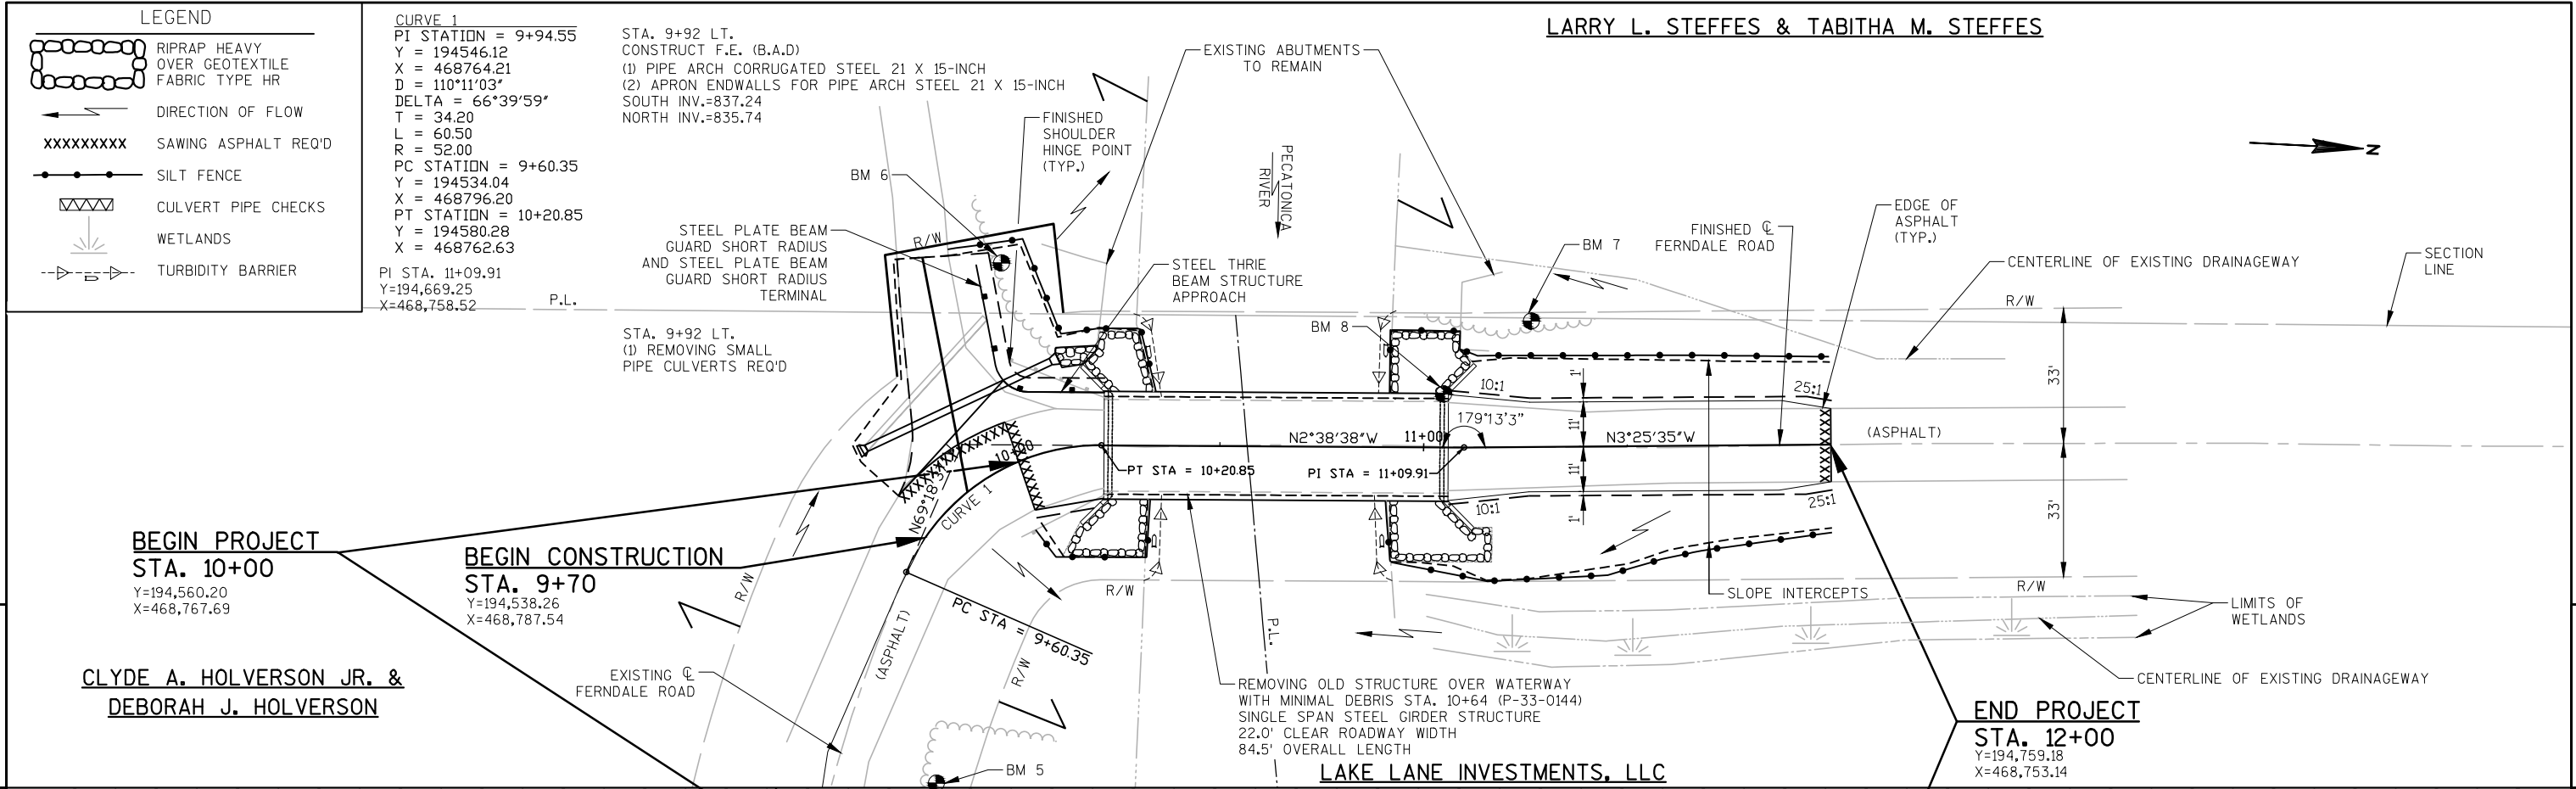 LEGEND
RIPRAP HEAVY
OVER GEOTEXTILE
FABRIC TYPE HR
DIRECTION OF FLOW
XXXXXXXXX SAWING ASPHALT REQ'D
SILT FENCE
CULVERT PIPE CHECKS
WETLANDS
TURBIDITY BARRIER
CURVE 1
PI STATION = 9+94.55
Y = 194546.12
X = 468764.21
D = 110°11'03"
DELTA = 66°39'59"
T = 34.20
L = 60.50
R = 52.00
PC STATION = 9+60.35
Y = 194534.04
X = 468796.20
PT STATION = 10+20.85
Y = 194580.28
X = 468762.63
PI STA. 11+09.91
Y=194,669.25
X=468,758.52
STA. 9+92 LT.
CONSTRUCT F.E. (B.A.D)
(1) PIPE ARCH CORRUGATED STEEL 21 X 15-INCH
(2) APRON ENDWALLS FOR PIPE ARCH STEEL 21 X 15-INCH
SOUTH INV.=837.24
NORTH INV.=835.74
EXISTING ABUTMENTS
TO REMAIN
LARRY L. STEFFES & TABITHA M. STEFFES
FINISHED
SHOULDER
HINGE POINT
(TYP.)
BM 6
PECATONICA
RIVER
N
STEEL PLATE BEAM
GUARD SHORT RADIUS
AND STEEL PLATE BEAM
GUARD SHORT RADIUS
TERMINAL
R/W
STEEL THRIE
BEAM STRUCTURE
APPROACH
BM 7
FINISHED ℄
FERNDALE ROAD
EDGE OF
ASPHALT
(TYP.)
CENTERLINE OF EXISTING DRAINAGEWAY
SECTION
LINE
P.L.
R/W
STA. 9+92 LT.
(1) REMOVING SMALL
PIPE CULVERTS REQ'D
BM 8
10:1
1'
25:1
33'
11'
179°13'3"
N2°38'38"W
11+00
N3°25'35"W
(ASPHALT)
10+00
PT STA = 10+20.85
PI STA = 11+09.91
11'
CURVE 1
10:1
1'
25:1
33'
BEGIN PROJECT
STA. 10+00
Y=194,560.20
X=468,767.69
BEGIN CONSTRUCTION
STA. 9+70
Y=194,538.26
X=468,787.54
R/W
R/W
R/W
SLOPE INTERCEPTS
LIMITS OF
WETLANDS
PC STA = 9+60.35
(ASPHALT)
R/W
P.L.
CLYDE A. HOLVERSON JR. &
DEBORAH J. HOLVERSON
EXISTING ℄
FERNDALE ROAD
REMOVING OLD STRUCTURE OVER WATERWAY
WITH MINIMAL DEBRIS STA. 10+64 (P-33-0144)
SINGLE SPAN STEEL GIRDER STRUCTURE
22.0' CLEAR ROADWAY WIDTH
84.5' OVERALL LENGTH
CENTERLINE OF EXISTING DRAINAGEWAY
END PROJECT
STA. 12+00
Y=194,759.18
X=468,753.14
BM 5
LAKE LANE INVESTMENTS, LLC